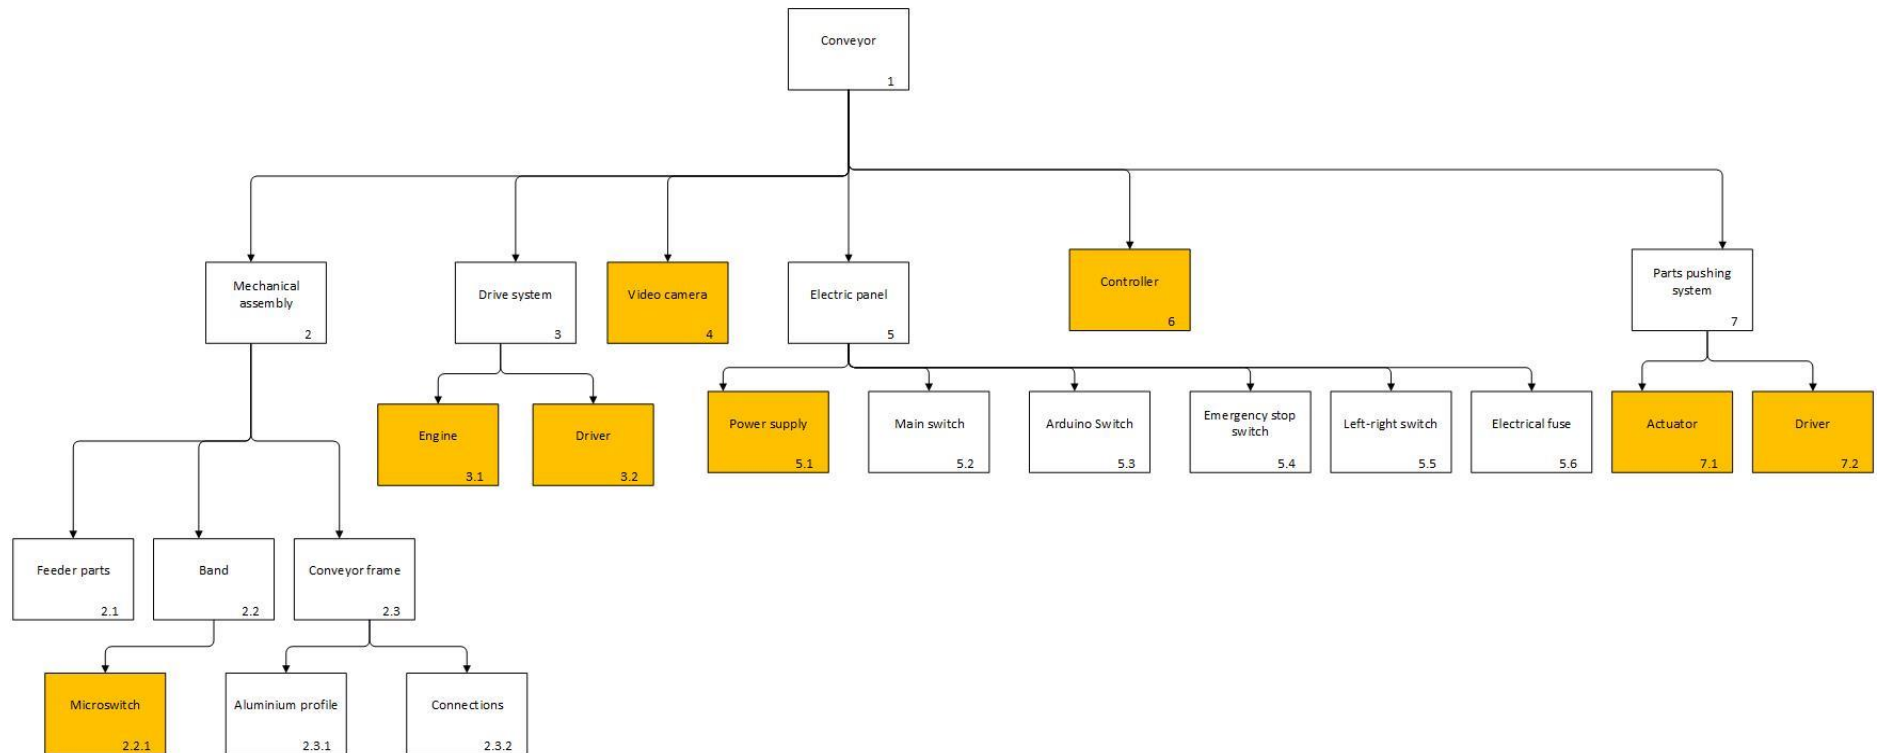 Conveyor
1
Mechanical
assembly
2
Drive system
3
Video camera
4
Electric panel
5
Controller
6
Parts pushing
system
7
Engine
3.1
Driver
3.2
Power supply
5.1
Main switch
5.2
Arduino Switch
5.3
Emergency stop
switch
5.4
Left-right switch
5.5
Electrical fuse
5.6
Actuator
7.1
Driver
7.2
Feeder parts
2.1
Band
2.2
Conveyor frame
2.3
Microswitch
2.2.1
Aluminium profile
2.3.1
Connections
2.3.2